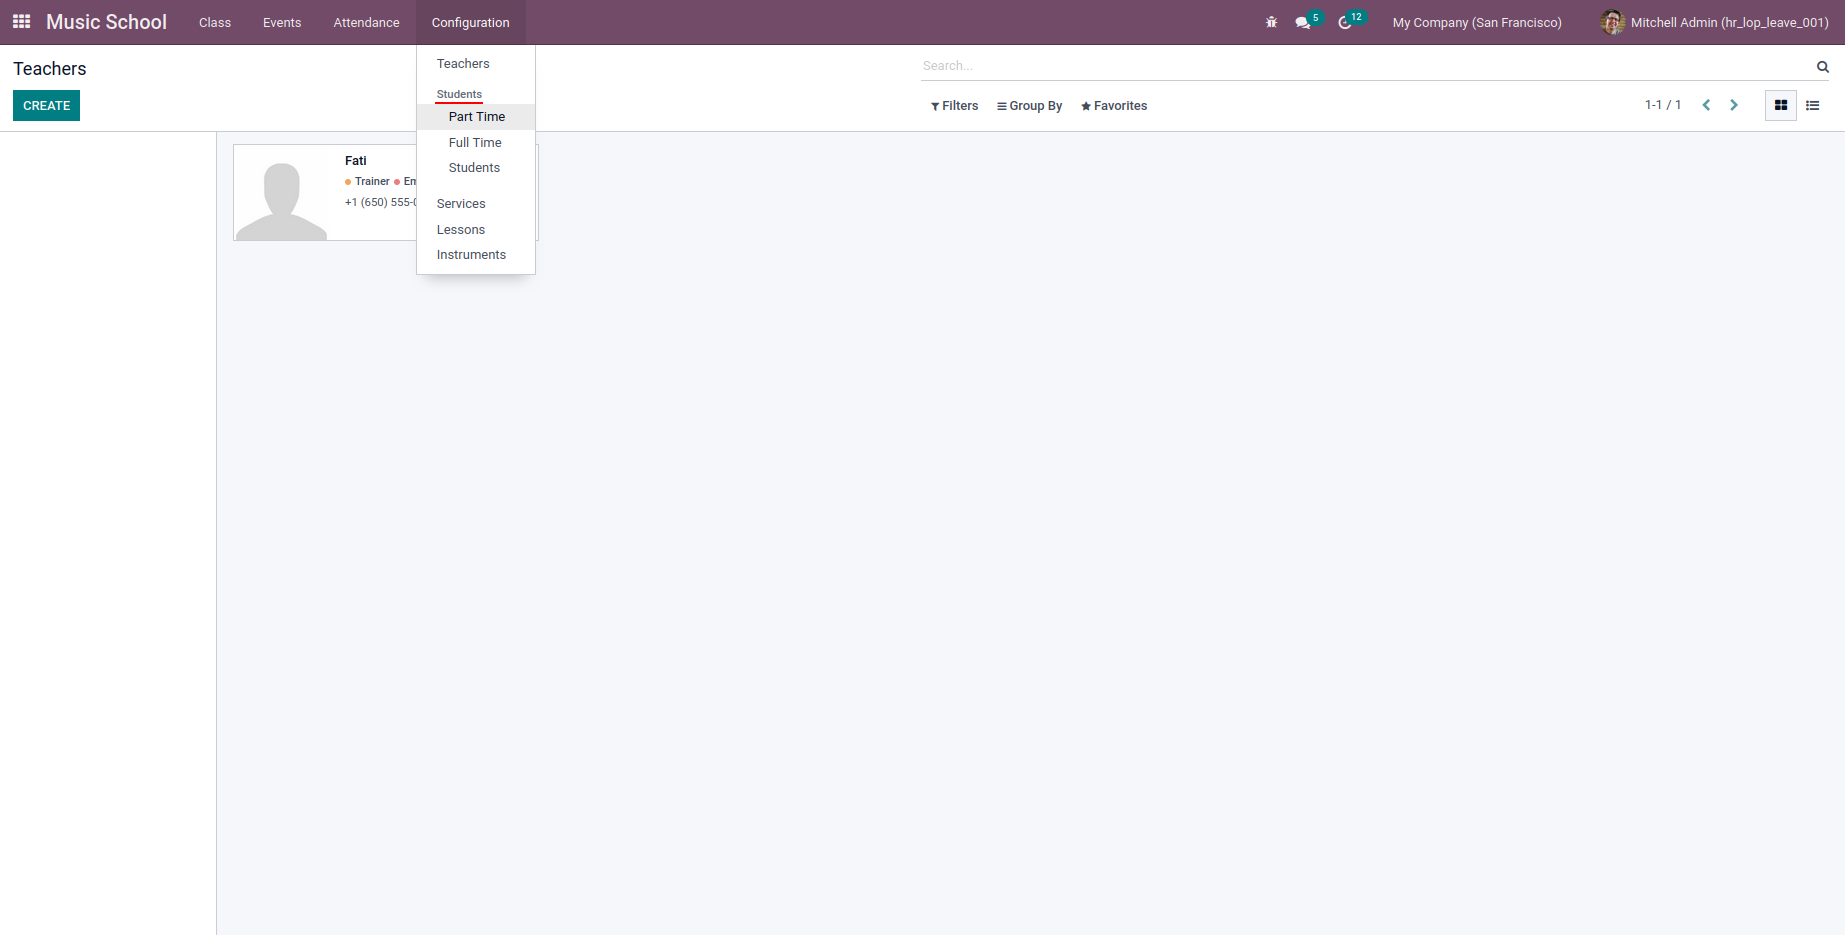 Music School Class Events Attendance Configuration 5 12 My Company (San Francisco) Mitchell Admin (hr_lop_leave_001)
Teachers
CREATE
Search...
Filters Group By Favorites 1-1 / 1
Teachers
Students
Part Time
Full Time
Students
Services
Lessons
Instruments
Fati
Trainer
+1 (650) 555-